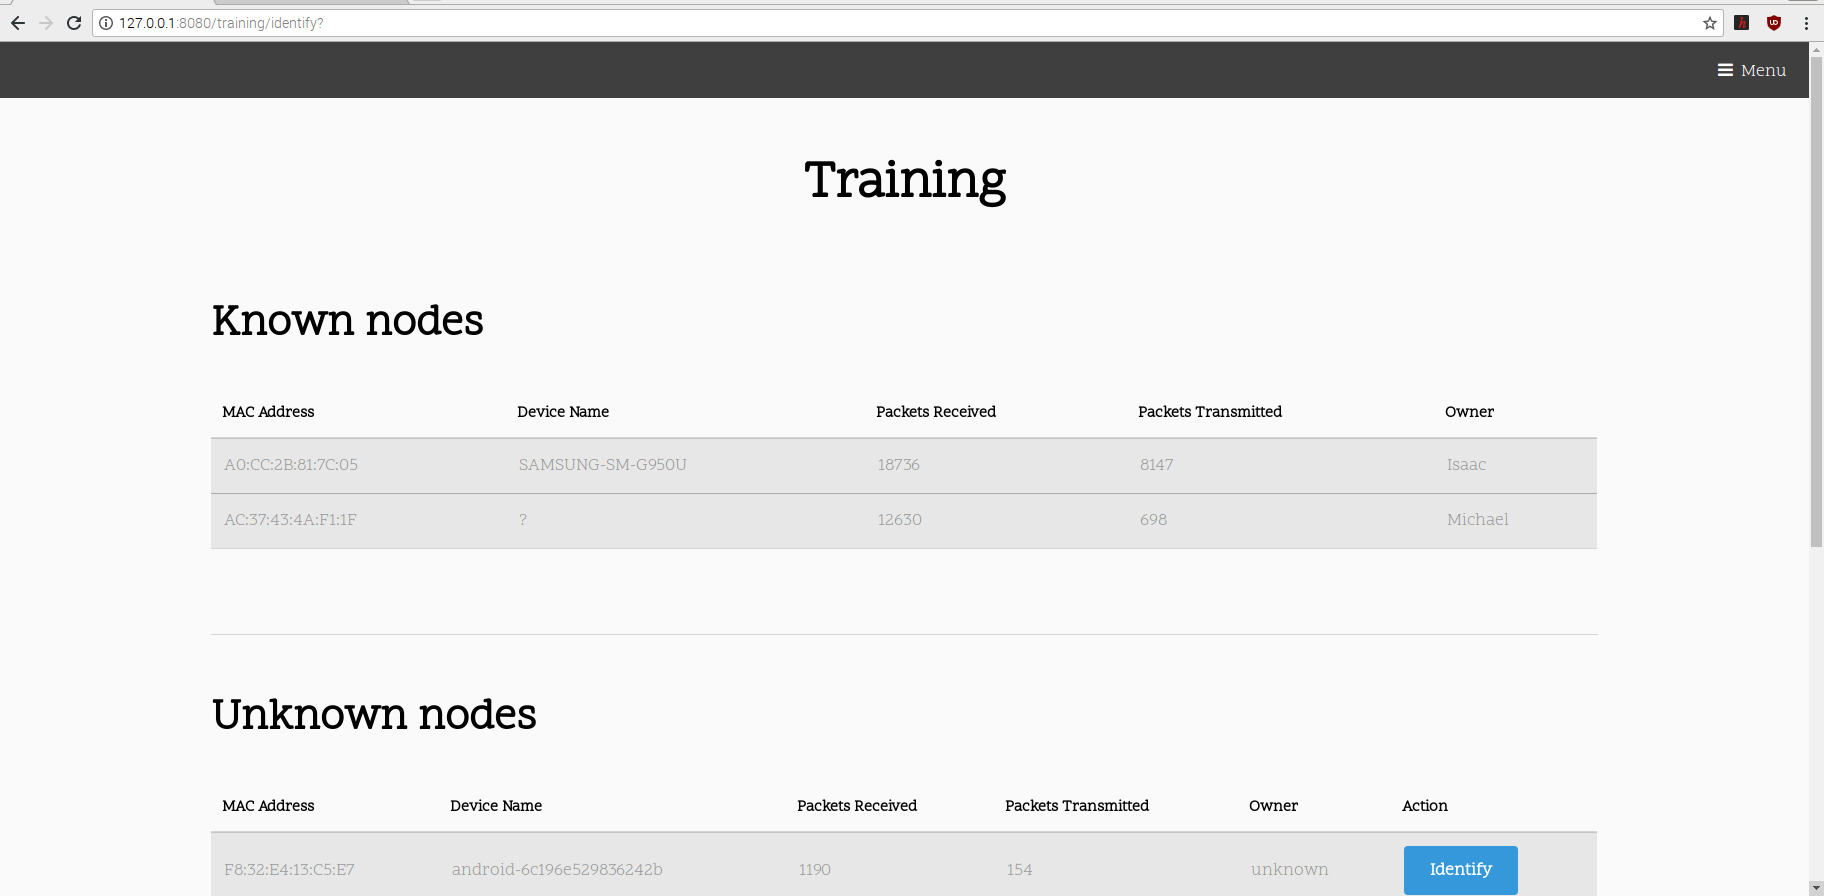 127.0.0.1:8080/training/identify?
Menu
Training
Known nodes
MAC Address Device Name Packets Received Packets Transmitted Owner
A0:CC:2B:81:7C:05 SAMSUNG-SM-G950U 18736 8147 Isaac
AC:37:43:4A:F1:1F ? 12630 698 Michael
Unknown nodes
MAC Address Device Name Packets Received Packets Transmitted Owner Action
F8:32:E4:13:C5:E7 android-6c196e529836242b 1190 154 unknown Identify